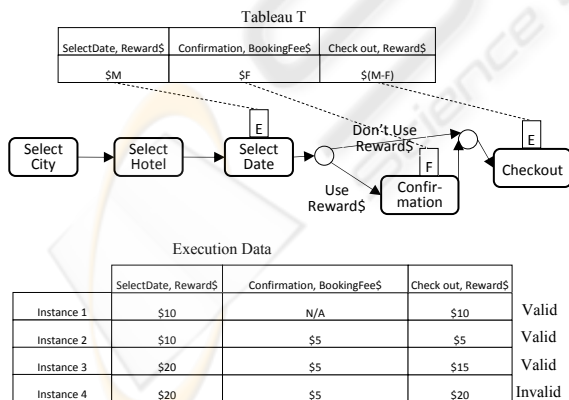 Tableau T
SelectDate, Reward$ Confirmation, BookingFee$ Check out, Reward$
$M $F $(M-F)
E
E
Don't Use
Reward$
F
Select
City
Select
Hotel
Select
Date
Checkout
Use
Reward$
Confir-
mation
Execution Data
SelectDate, Reward$ Confirmation, BookingFee$ Check out, Reward$
Instance 1 $10 N/A $10 Valid
Instance 2 $10 $5 $5 Valid
Instance 3 $20 $5 $15 Valid
Instance 4 $20 $5 $20 Invalid